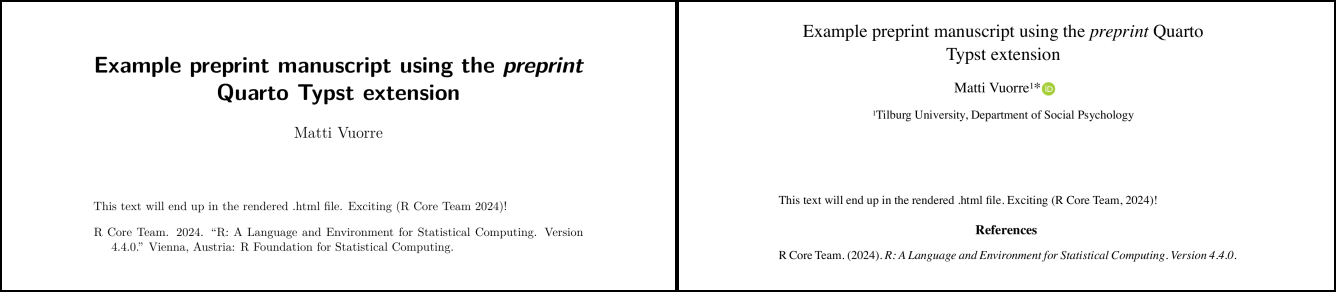 Example preprint manuscript using the preprint
Quarto Typst extension
Matti Vuorre
This text will end up in the rendered .html file. Exciting (R Core Team 2024)!
R Core Team. 2024. “R: A Language and Environment for Statistical Computing. Version
4.4.0.” Vienna, Austria: R Foundation for Statistical Computing.
Example preprint manuscript using the preprint Quarto
Typst extension
Matti Vuorre¹* iD
¹Tilburg University, Department of Social Psychology
This text will end up in the rendered .html file. Exciting (R Core Team, 2024)!
References
R Core Team. (2024). R: A Language and Environment for Statistical Computing. Version 4.4.0.